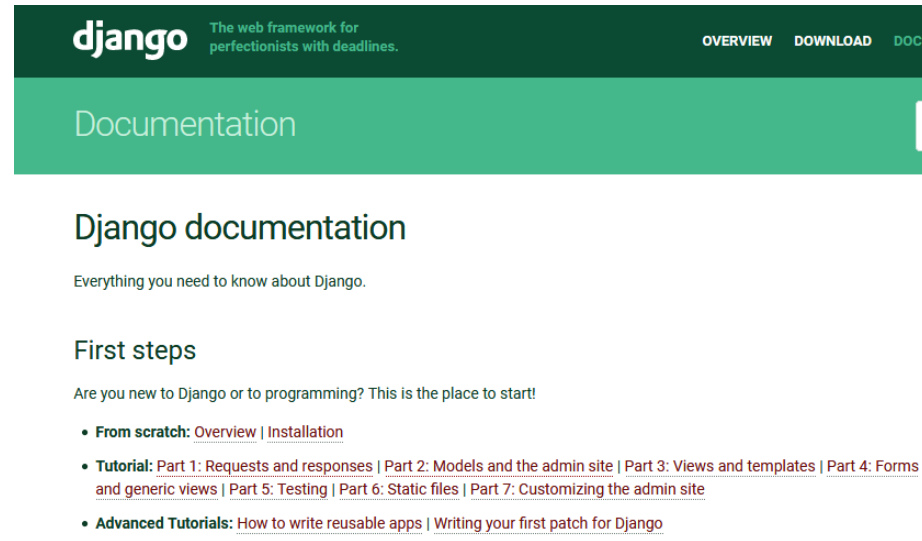 django
The web framework for
perfectionists with deadlines.
OVERVIEW DOWNLOAD DOC
Documentation
Django documentation
Everything you need to know about Django.
First steps
Are you new to Django or to programming? This is the place to start!
• From scratch: Overview | Installation
• Tutorial: Part 1: Requests and responses | Part 2: Models and the admin site | Part 3: Views and templates | Part 4: Forms
and generic views | Part 5: Testing | Part 6: Static files | Part 7: Customizing the admin site
• Advanced Tutorials: How to write reusable apps | Writing your first patch for Django